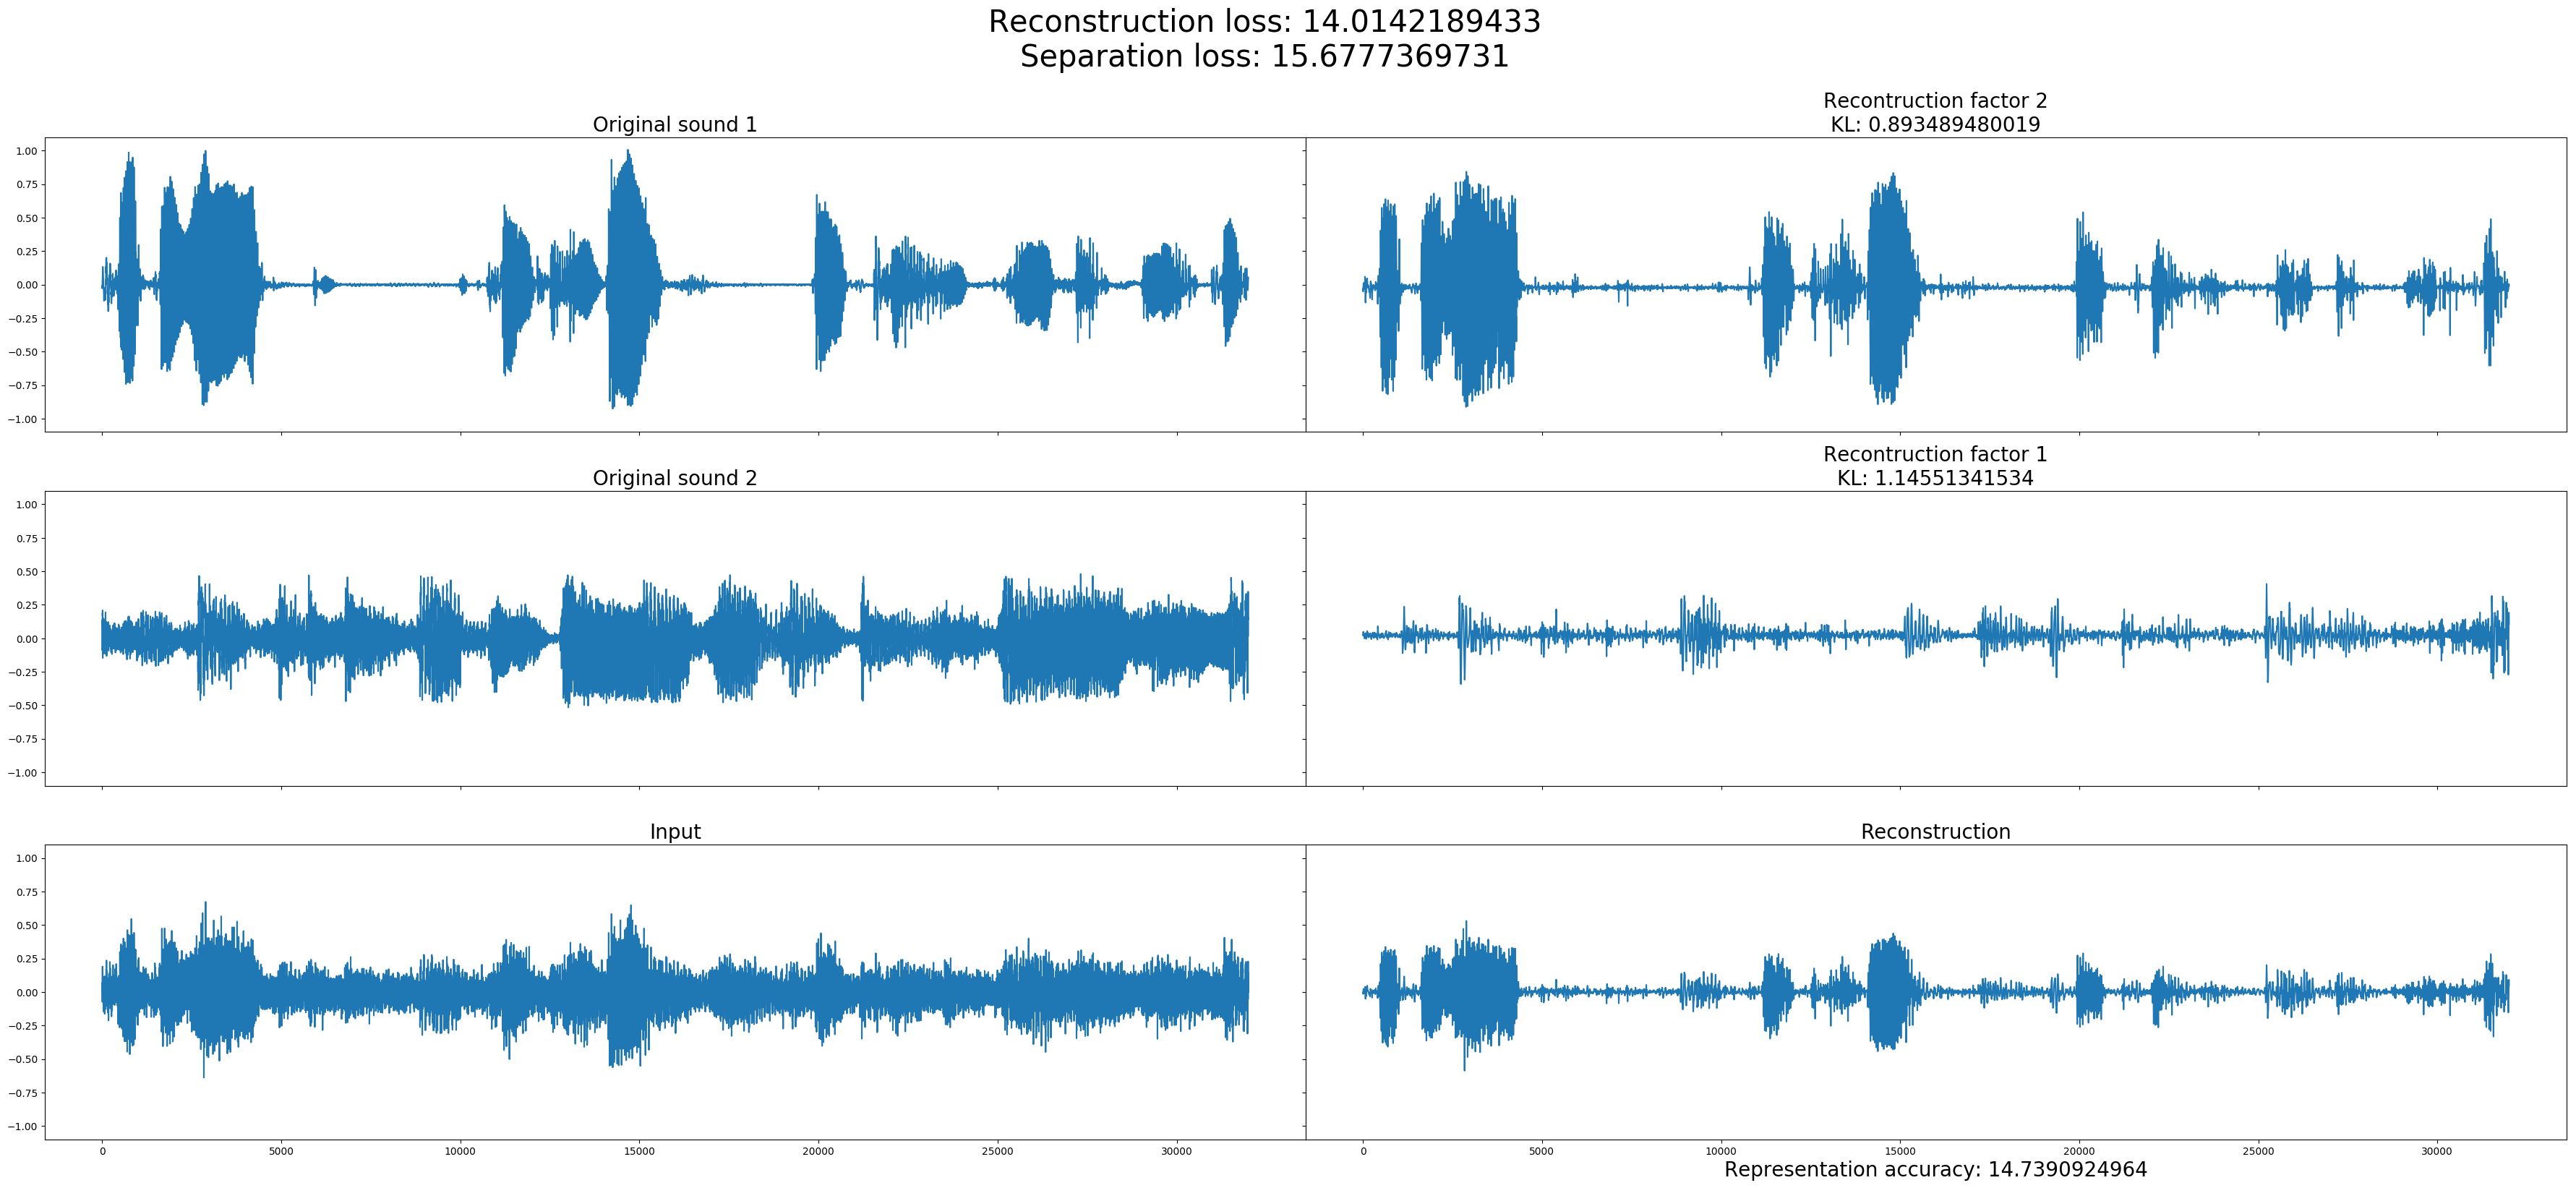 Reconstruction loss: 14.0142189433
Separation loss: 15.6777369731
Original sound 1
Recontruction factor 2
KL: 0.893489480019
1.00
0.75
0.50
0.25
0.00
−0.25
−0.50
−0.75
−1.00
Original sound 2
Recontruction factor 1
KL: 1.14551341534
1.00
0.75
0.50
0.25
0.00
−0.25
−0.50
−0.75
−1.00
Input
Reconstruction
1.00
0.75
0.50
0.25
0.00
−0.25
−0.50
−0.75
−1.00
0 5000 10000 15000 20000 25000 30000
0 5000 10000 15000 20000 25000 30000
Representation accuracy: 14.7390924964